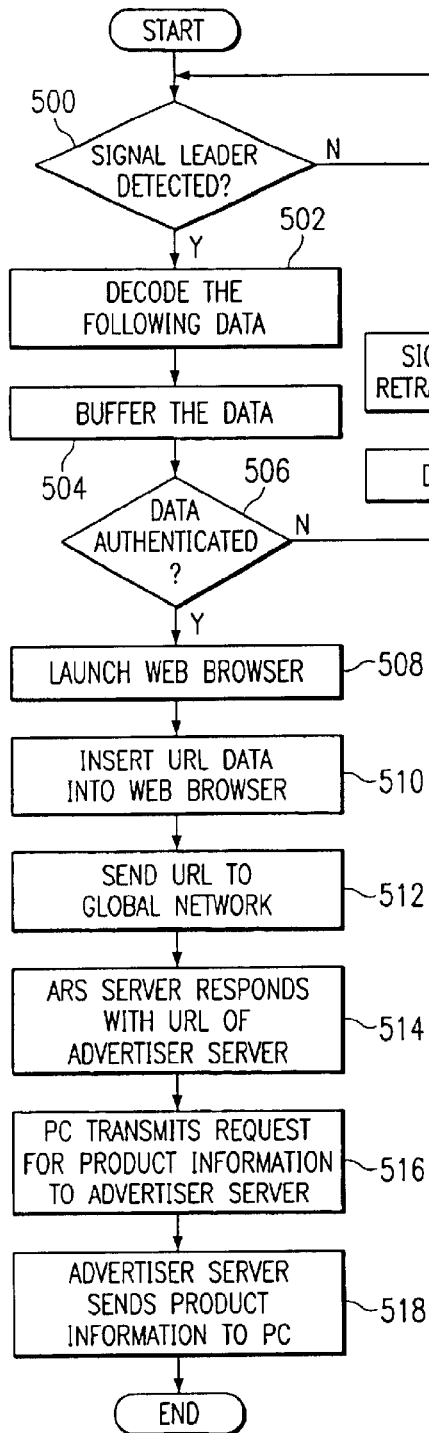 START
500
SIGNAL LEADER
DETECTED?
N
Y
502
DECODE THE
FOLLOWING DATA
BUFFER THE DATA
504
506
DATA
AUTHENTICATED
?
N
Y
LAUNCH WEB BROWSER
508
INSERT URL DATA
INTO WEB BROWSER
510
SEND URL TO
GLOBAL NETWORK
512
ARS SERVER RESPONDS
WITH URL OF
ADVERTISER SERVER
514
PC TRANSMITS REQUEST
FOR PRODUCT INFORMATION
TO ADVERTISER SERVER
516
ADVERTISER SERVER
SENDS PRODUCT
INFORMATION TO PC
518
END